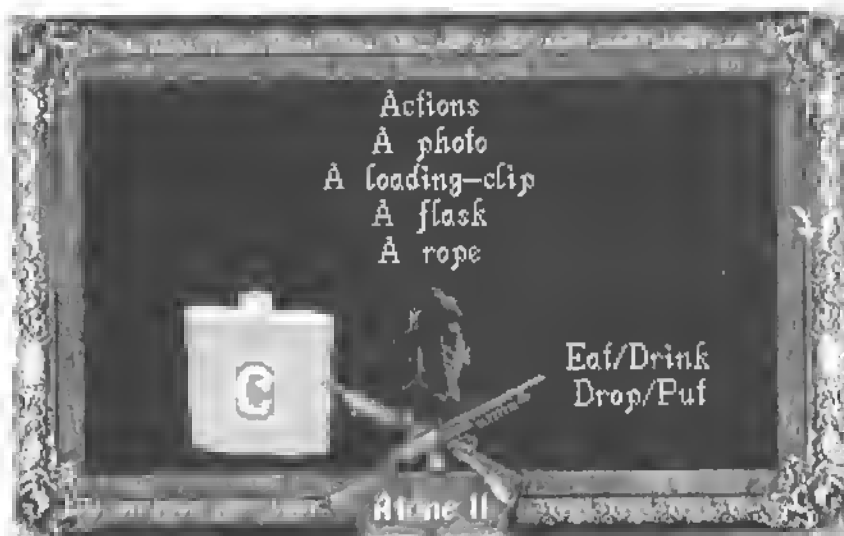 Actions
A photo
A loading-clip
A flask
A rope
Eat/Drink
Drop/Put
Alone II